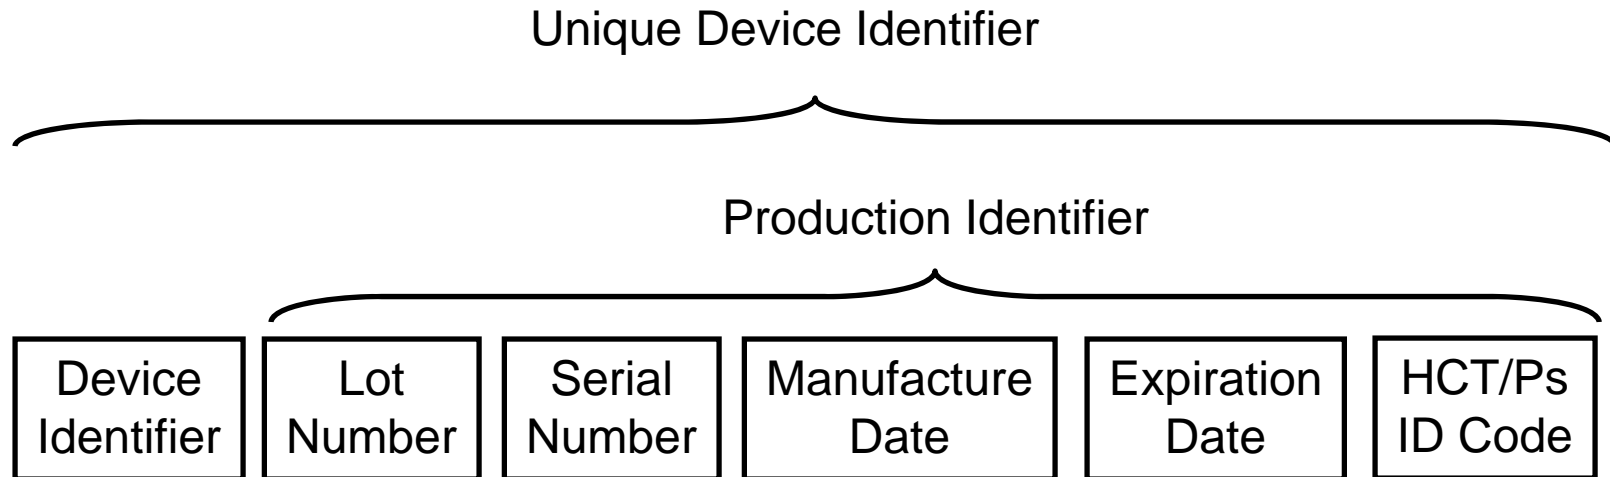 Unique Device Identifier
Production Identifier
Device
Identifier
Lot
Number
Serial
Number
Manufacture
Date
Expiration
Date
HCT/Ps
ID Code